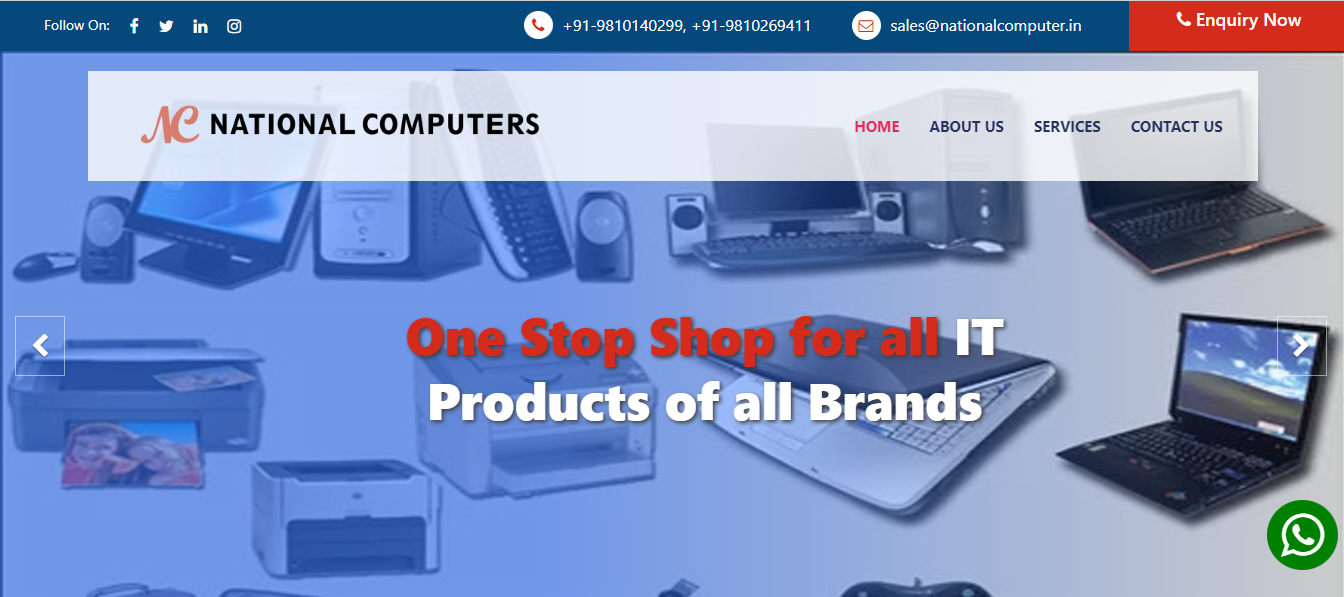 Follow On:
+91-9810140299, +91-9810269411
sales@nationalcomputer.in
Enquiry Now
NC NATIONAL COMPUTERS
HOME ABOUT US SERVICES CONTACT US
One Stop Shop for all IT
Products of all Brands